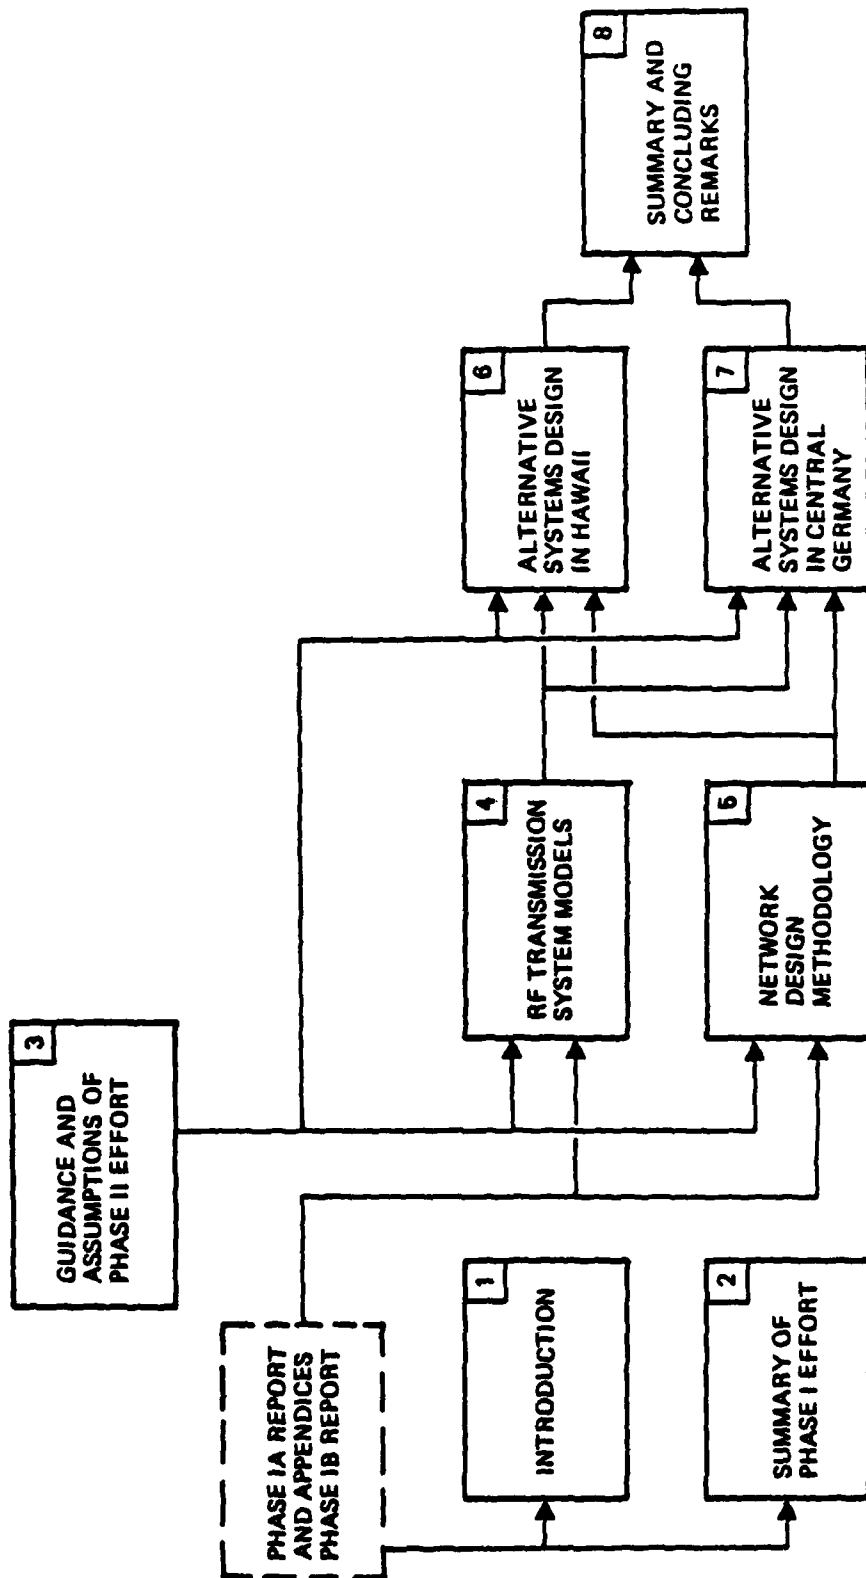 3
GUIDANCE AND
ASSUMPTIONS OF
PHASE II EFFORT
PHASE IA REPORT
AND APPENDICES
PHASE IB REPORT
1
INTRODUCTION
2
SUMMARY OF
PHASE I EFFORT
4
RF TRANSMISSION
SYSTEM MODELS
5
NETWORK
DESIGN
METHODOLOGY
6
ALTERNATIVE
SYSTEMS DESIGN
IN HAWAII
7
ALTERNATIVE
SYSTEMS DESIGN
IN CENTRAL
GERMANY
8
SUMMARY AND
CONCLUDING
REMARKS